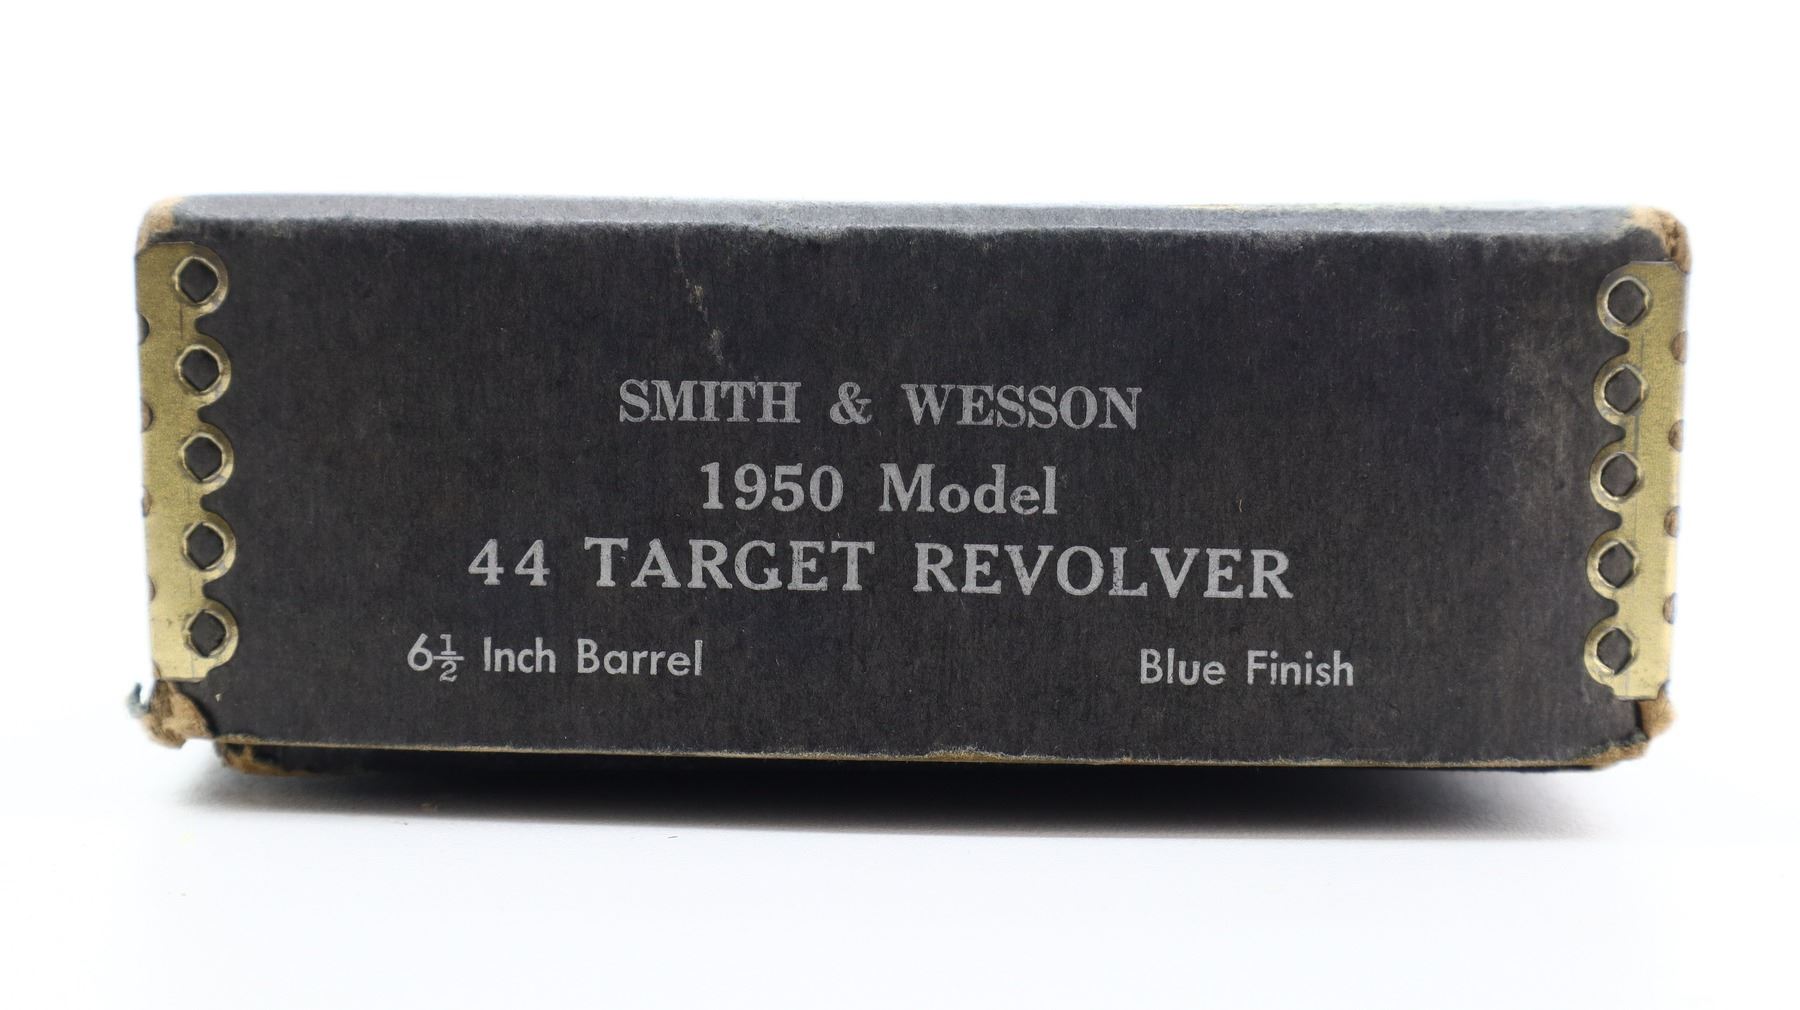 SMITH & WESSON
1950 Model
44 TARGET REVOLVER
6½ Inch Barrel Blue Finish